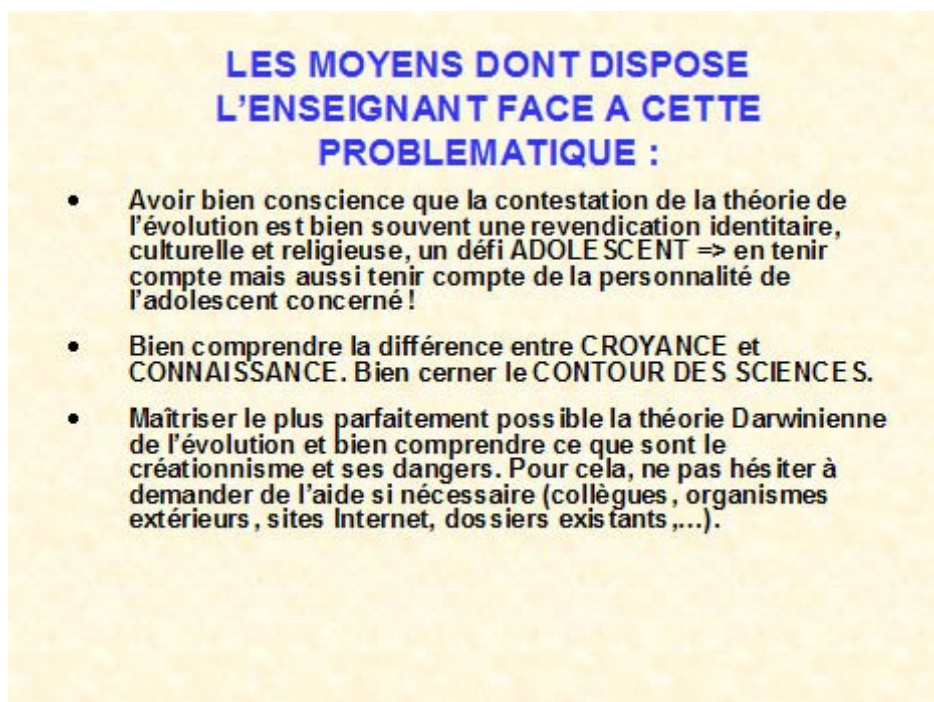 LES MOYENS DONT DISPOSE
L'ENSEIGNANT FACE A CETTE
PROBLEMATIQUE :
• Avoir bien conscience que la contestation de la théorie de
l'évolution est bien souvent une revendication identitaire,
culturelle et religieuse, un défi ADOLESCENT => en tenir
compte mais aussi tenir compte de la personnalité de
l'adolescent concerné !
• Bien comprendre la différence entre CROYANCE et
CONNAISSANCE. Bien cerner le CONTOUR DES SCIENCES.
• Maîtriser le plus parfaitement possible la théorie Darwinienne
de l'évolution et bien comprendre ce que sont le
créationnisme et ses dangers. Pour cela, ne pas hésiter à
demander de l'aide si nécessaire (collègues, organismes
extérieurs, sites Internet, dossiers existants,...).